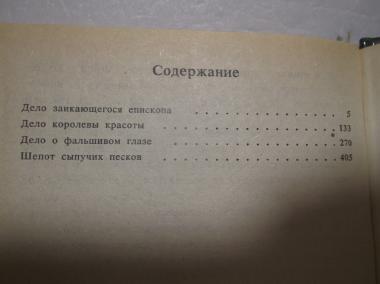 Содержание
Дело заикающегося епископа . . . . . . . . . . . 5
Дело королевы красоты . . . . . . . . . . . 133
Дело о фальшивом глазе . . . . . . . . . . . 270
Шепот сыпучих песков . . . . . . . . . . . 405